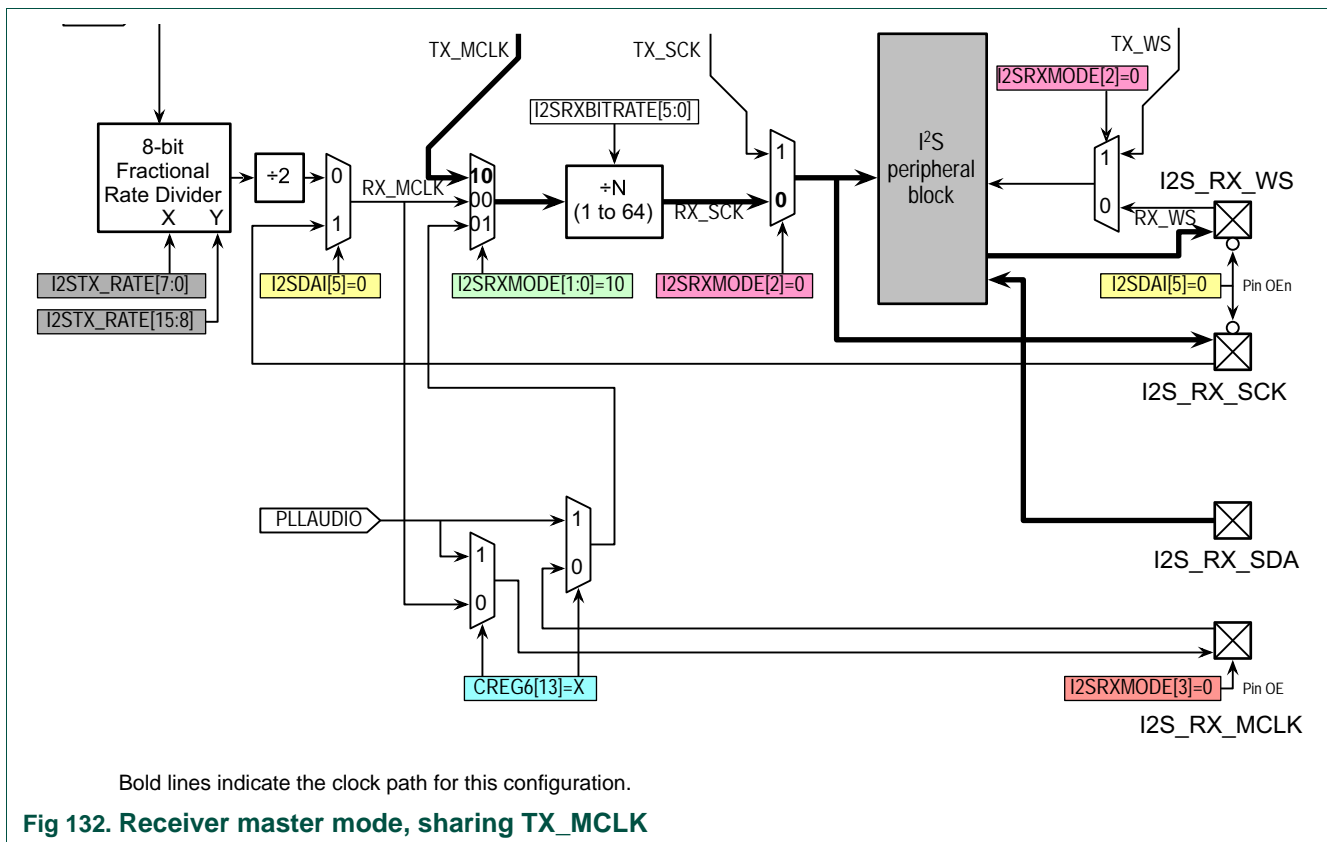 TX_MCLK
TX_SCK
TX_WS
I2SRXMODE[2]=0
I2SRXBITRATE[5:0]
8-bit
Fractional
Rate Divider
X Y
÷2
0
1
RX_MCLK
10
00
01
÷N
(1 to 64)
RX_SCK
1
0
I²S
peripheral
block
1
0
I2S_RX_WS
RX_WS
I2STX_RATE[7:0]
I2SDAI[5]=0
I2SRXMODE[1:0]=10
I2SRXMODE[2]=0
I2SDAI[5]=0
Pin OEn
I2STX_RATE[15:8]
I2S_RX_SCK
PLLAUDIO
1
0
1
0
I2S_RX_SDA
CREG6[13]=X
I2SRXMODE[3]=0
Pin OE
I2S_RX_MCLK
Bold lines indicate the clock path for this configuration.
Fig 132. Receiver master mode, sharing TX_MCLK